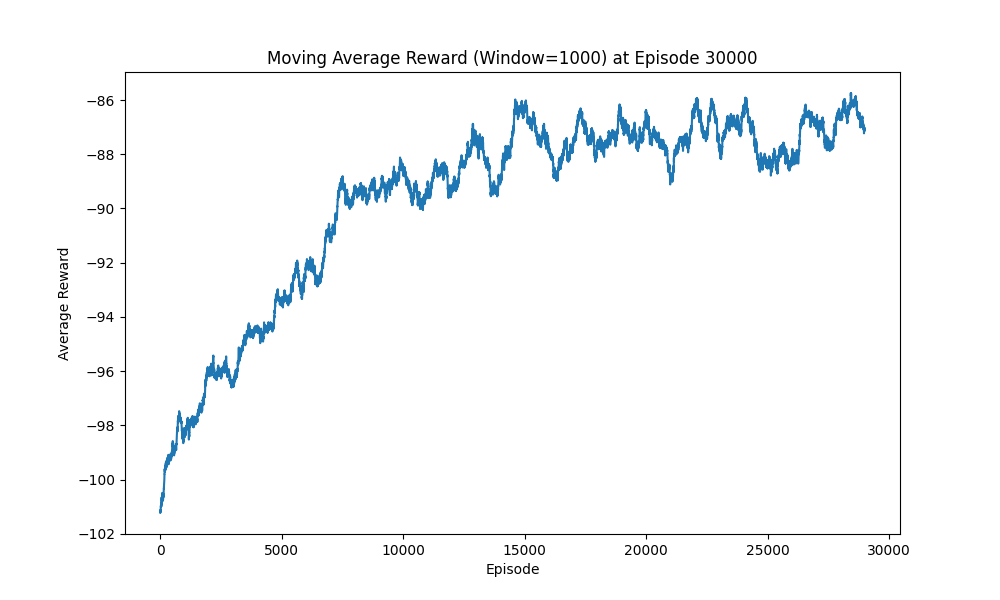 Moving Average Reward (Window=1000) at Episode 30000
−86
−88
−90
−92
−94
−96
−98
−100
−102
Average Reward
0 5000 10000 15000 20000 25000 30000
Episode